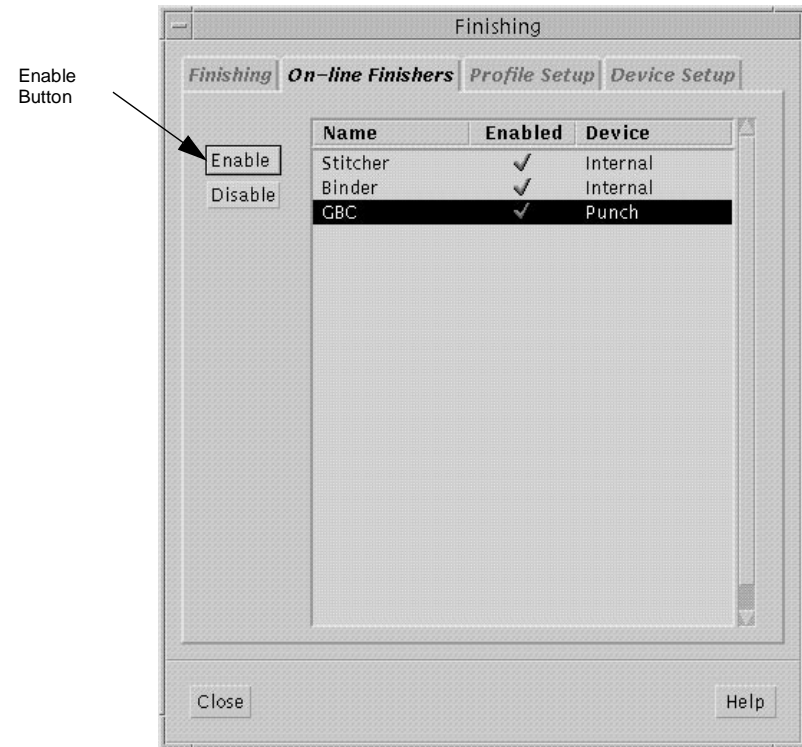 Finishing
Enable
Button
Finishing On-line Finishers Profile Setup Device Setup
Enable
Disable
Name Enabled Device
Stitcher Internal
Binder Internal
GBC Punch
Close Help